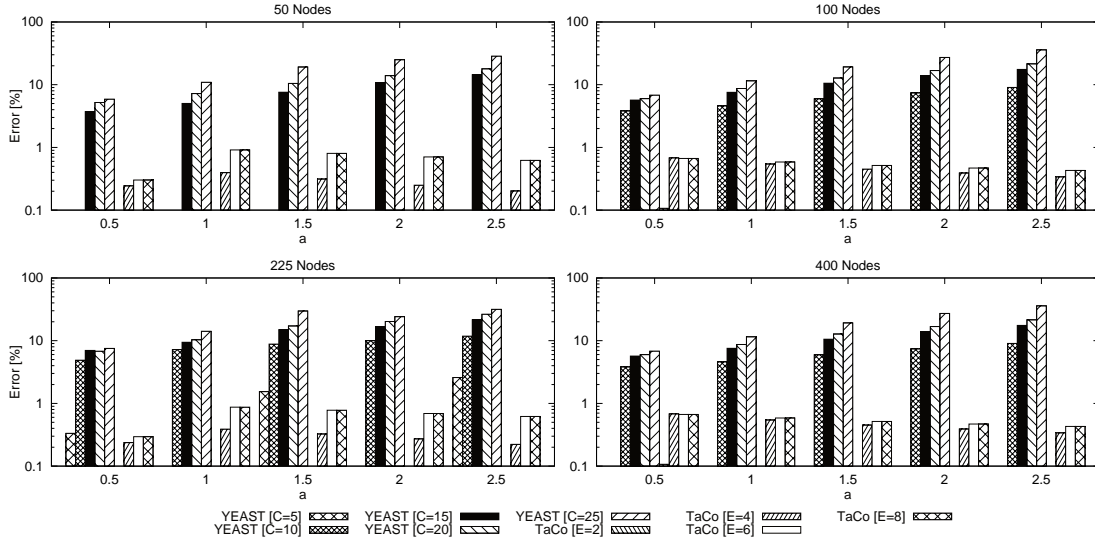 50 Nodes
100
10
1
0.1
Error [%]
0.5 1 1.5 2 2.5
a
100 Nodes
100
10
1
0.1
0.5 1 1.5 2 2.5
a
225 Nodes
100
10
1
0.1
Error [%]
0.5 1 1.5 2 2.5
a
400 Nodes
100
10
1
0.1
0.5 1 1.5 2 2.5
a
YEAST [C=5] YEAST [C=15] YEAST [C=25] TaCo [E=4] TaCo [E=8]
YEAST [C=10] YEAST [C=20] TaCo [E=2] TaCo [E=6]